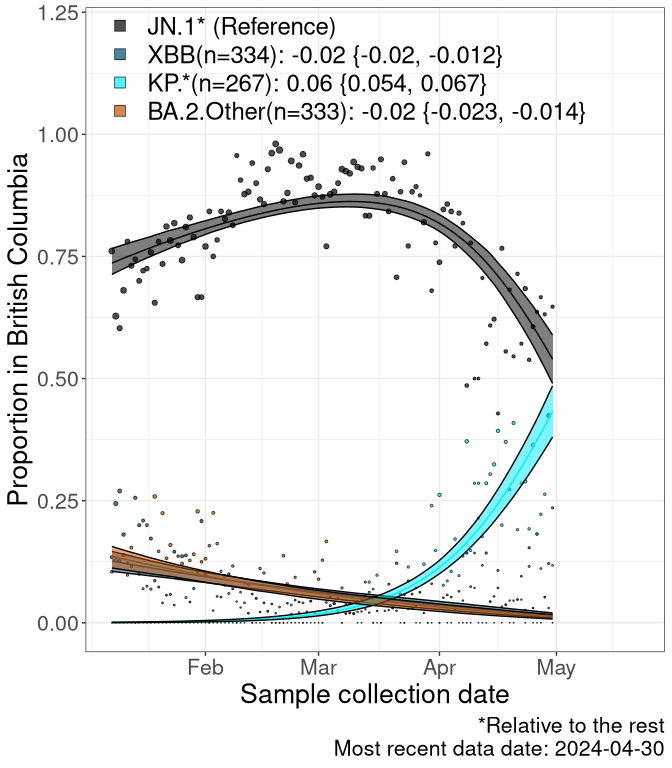 JN.1* (Reference)
XBB(n=334): -0.02 {-0.02, -0.012}
KP.*(n=267): 0.06 {0.054, 0.067}
BA.2.Other(n=333): -0.02 {-0.023, -0.014}
1.25
1.00
0.75
0.50
0.25
0.00
Proportion in British Columbia
Feb Mar Apr May
Sample collection date
*Relative to the rest
Most recent data date: 2024-04-30